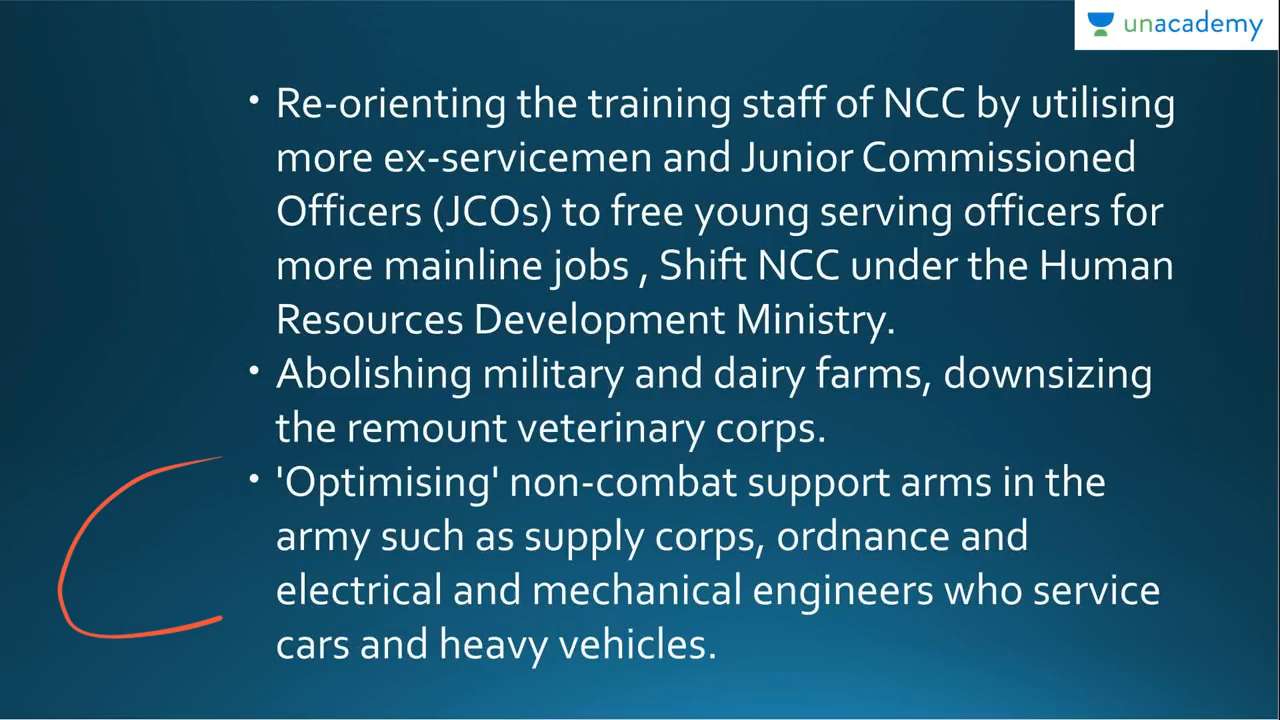 unacademy
• Re-orienting the training staff of NCC by utilising
more ex-servicemen and Junior Commissioned
Officers (JCOs) to free young serving officers for
more mainline jobs , Shift NCC under the Human
Resources Development Ministry.
• Abolishing military and dairy farms, downsizing
the remount veterinary corps.
• 'Optimising' non-combat support arms in the
army such as supply corps, ordnance and
electrical and mechanical engineers who service
cars and heavy vehicles.